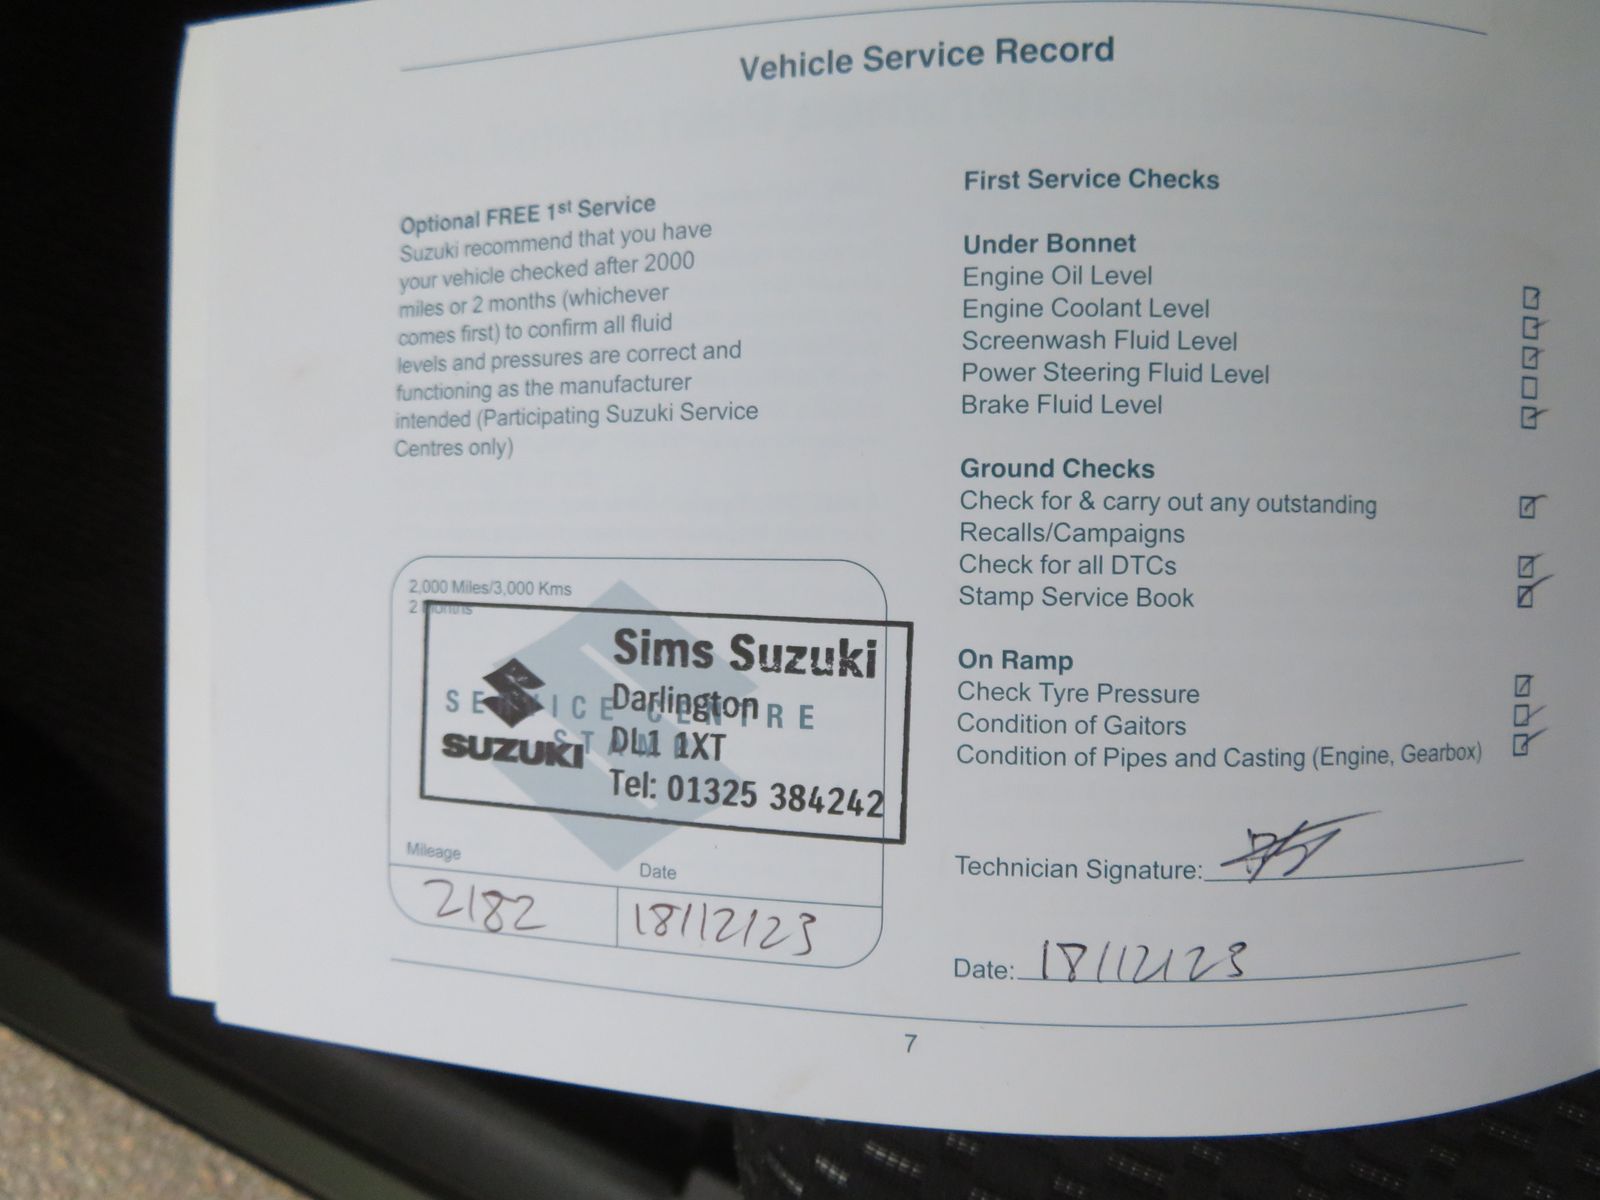 Vehicle Service Record
Optional FREE 1st Service
Suzuki recommend that you have
your vehicle checked after 2000
miles or 2 months (whichever
comes first) to confirm all fluid
levels and pressures are correct and
functioning as the manufacturer
intended (Participating Suzuki Service
Centres only)
2,000 Miles/3,000 Kms
2 Months
SERVICE CENTRE
STAMP
SUZUKI
Sims Suzuki
Darlington
DL1 1XT
Tel: 01325 384242
Mileage
Date
2182
18/12/23
First Service Checks
Under Bonnet
Engine Oil Level
Engine Coolant Level
Screenwash Fluid Level
Power Steering Fluid Level
Brake Fluid Level
Ground Checks
Check for & carry out any outstanding
Recalls/Campaigns
Check for all DTCs
Stamp Service Book
On Ramp
Check Tyre Pressure
Condition of Gaitors
Condition of Pipes and Casting (Engine, Gearbox)
Technician Signature:
Date: 18/12/23
7